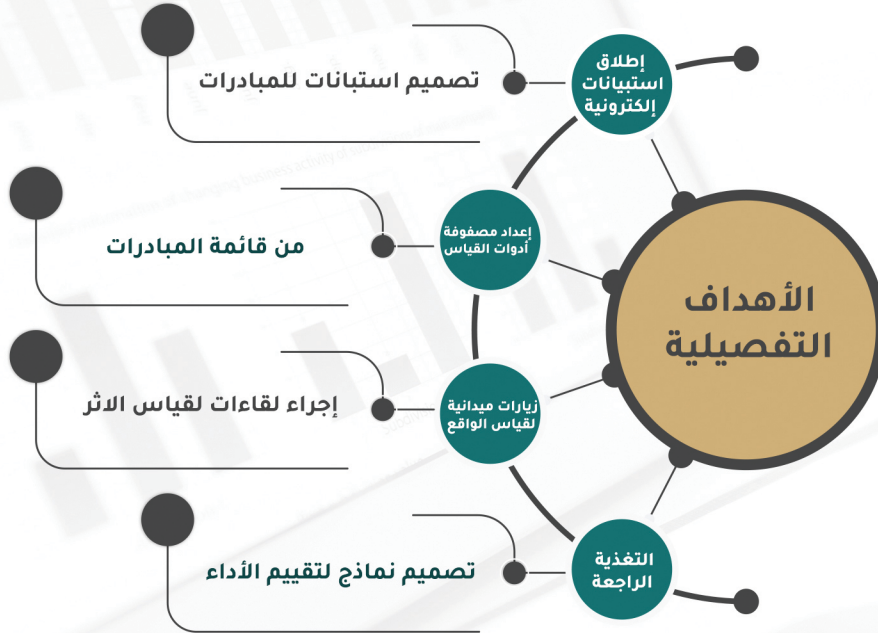 الأهداف
التفصيلية
إطلاق
استبيانات
إلكترونية
تصميم استبانات للمبادرات
إعداد مصفوفة
أدوات القياس
من قائمة المبادرات
زيارات ميدانية
لقياس الواقع
إجراء لقاءات لقياس الاثر
التغذية
الراجعة
تصميم نماذج لتقييم الأداء